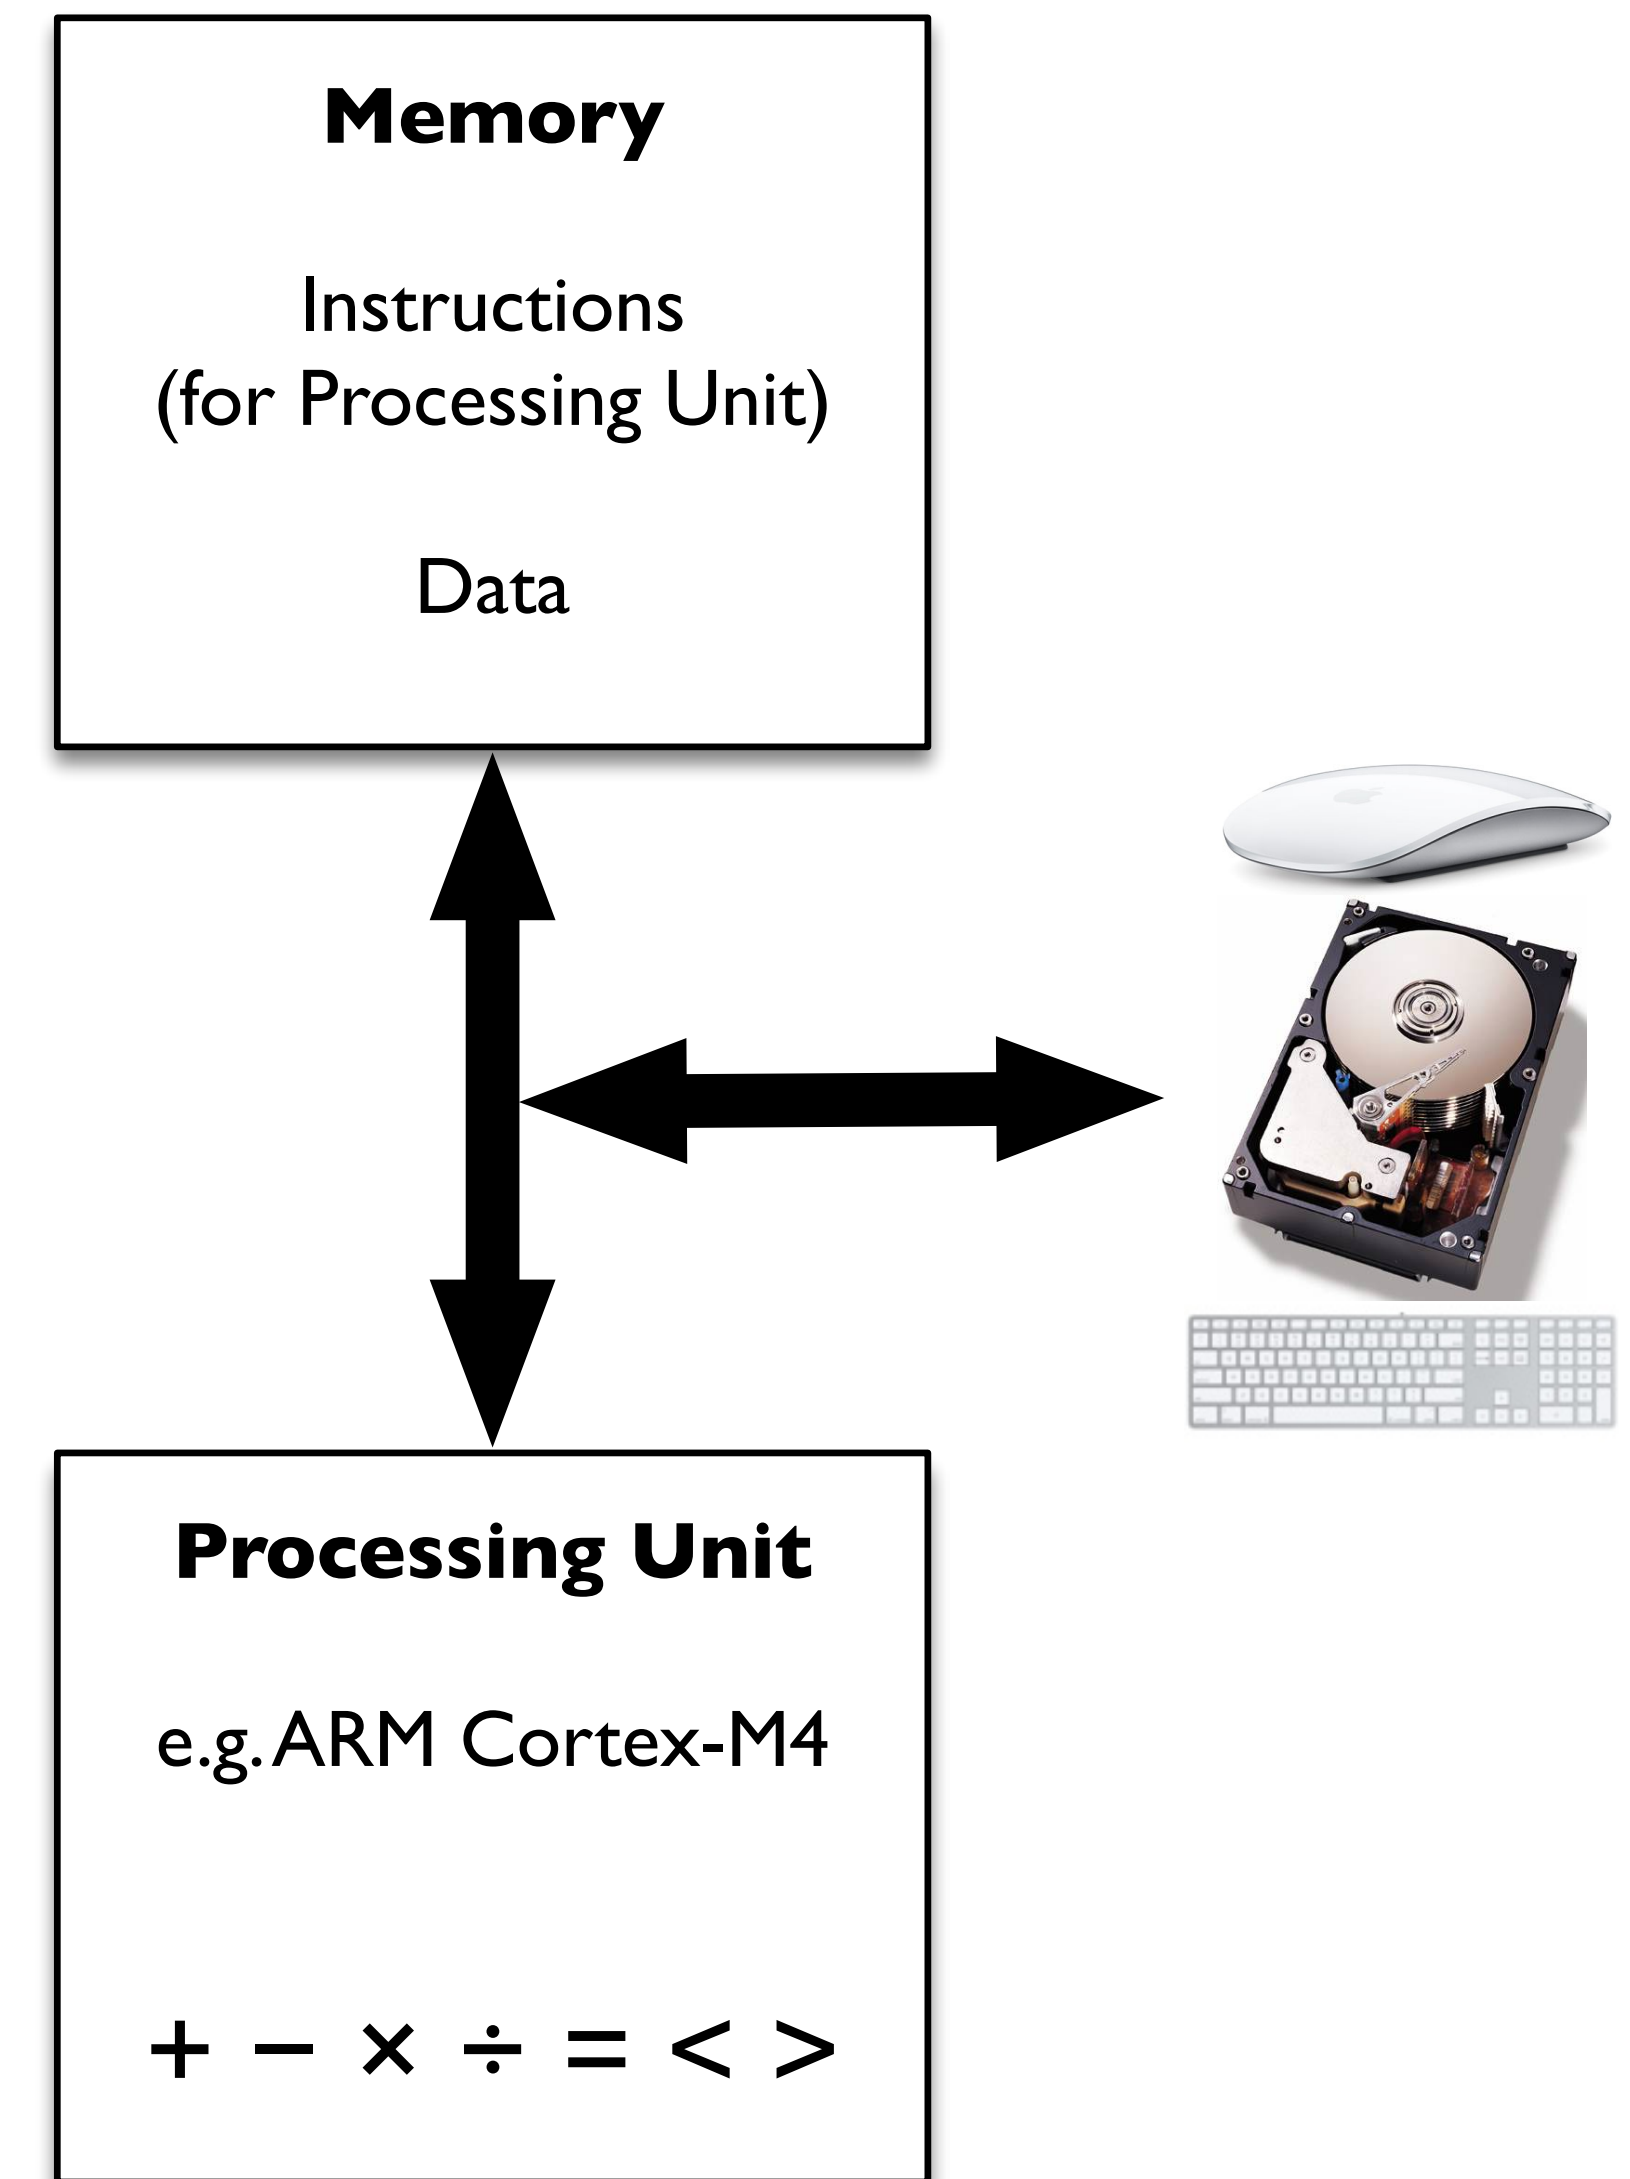 Memory
Instructions
(for Processing Unit)
Data
Processing Unit
e.g. ARM Cortex-M4
+ − × ÷ = < >